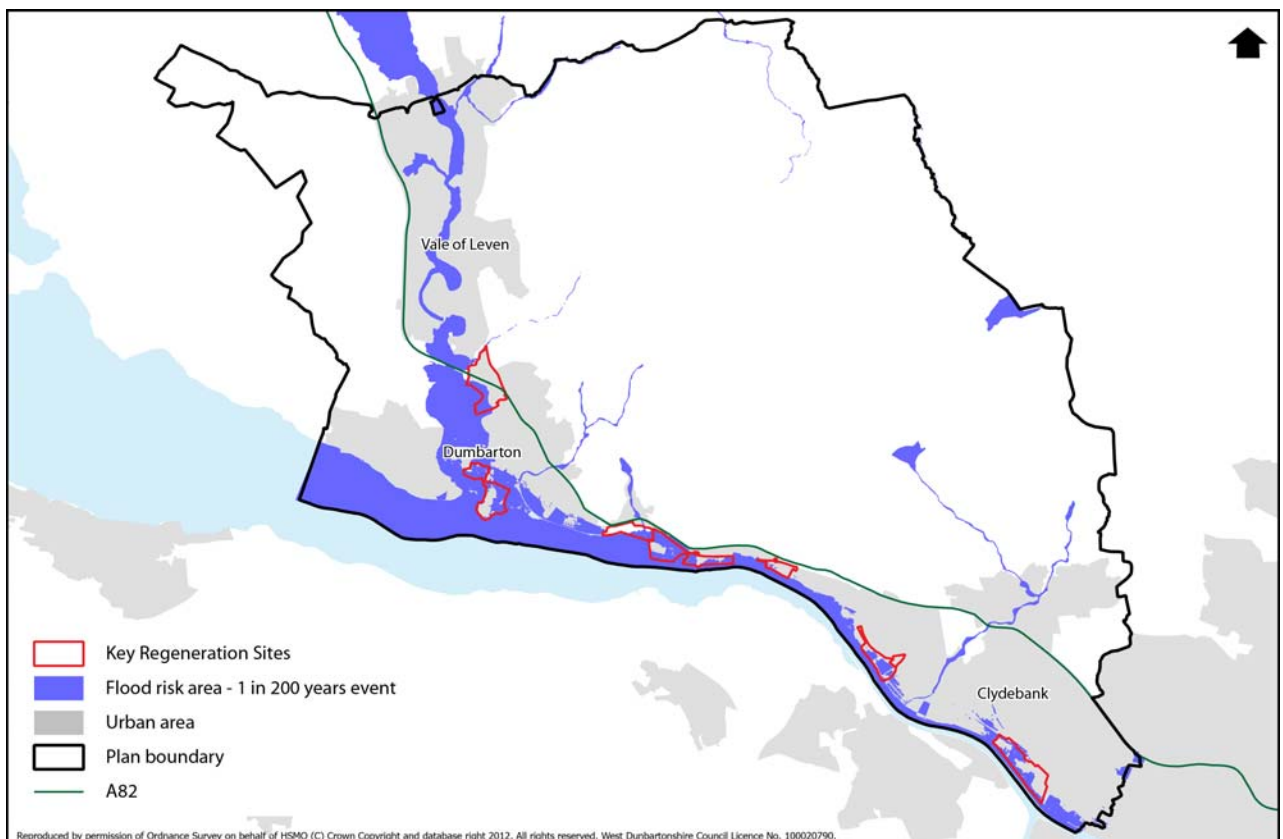 Vale of Leven
Dumbarton
Clydebank
Key Regeneration Sites
Flood risk area - 1 in 200 years event
Urban area
Plan boundary
A82
Reproduced by permission of Ordnance Survey on behalf of HSMO (C) Crown Copyright and database right 2012. All rights reserved. West Dunbartonshire Council Licence No. 100020790.